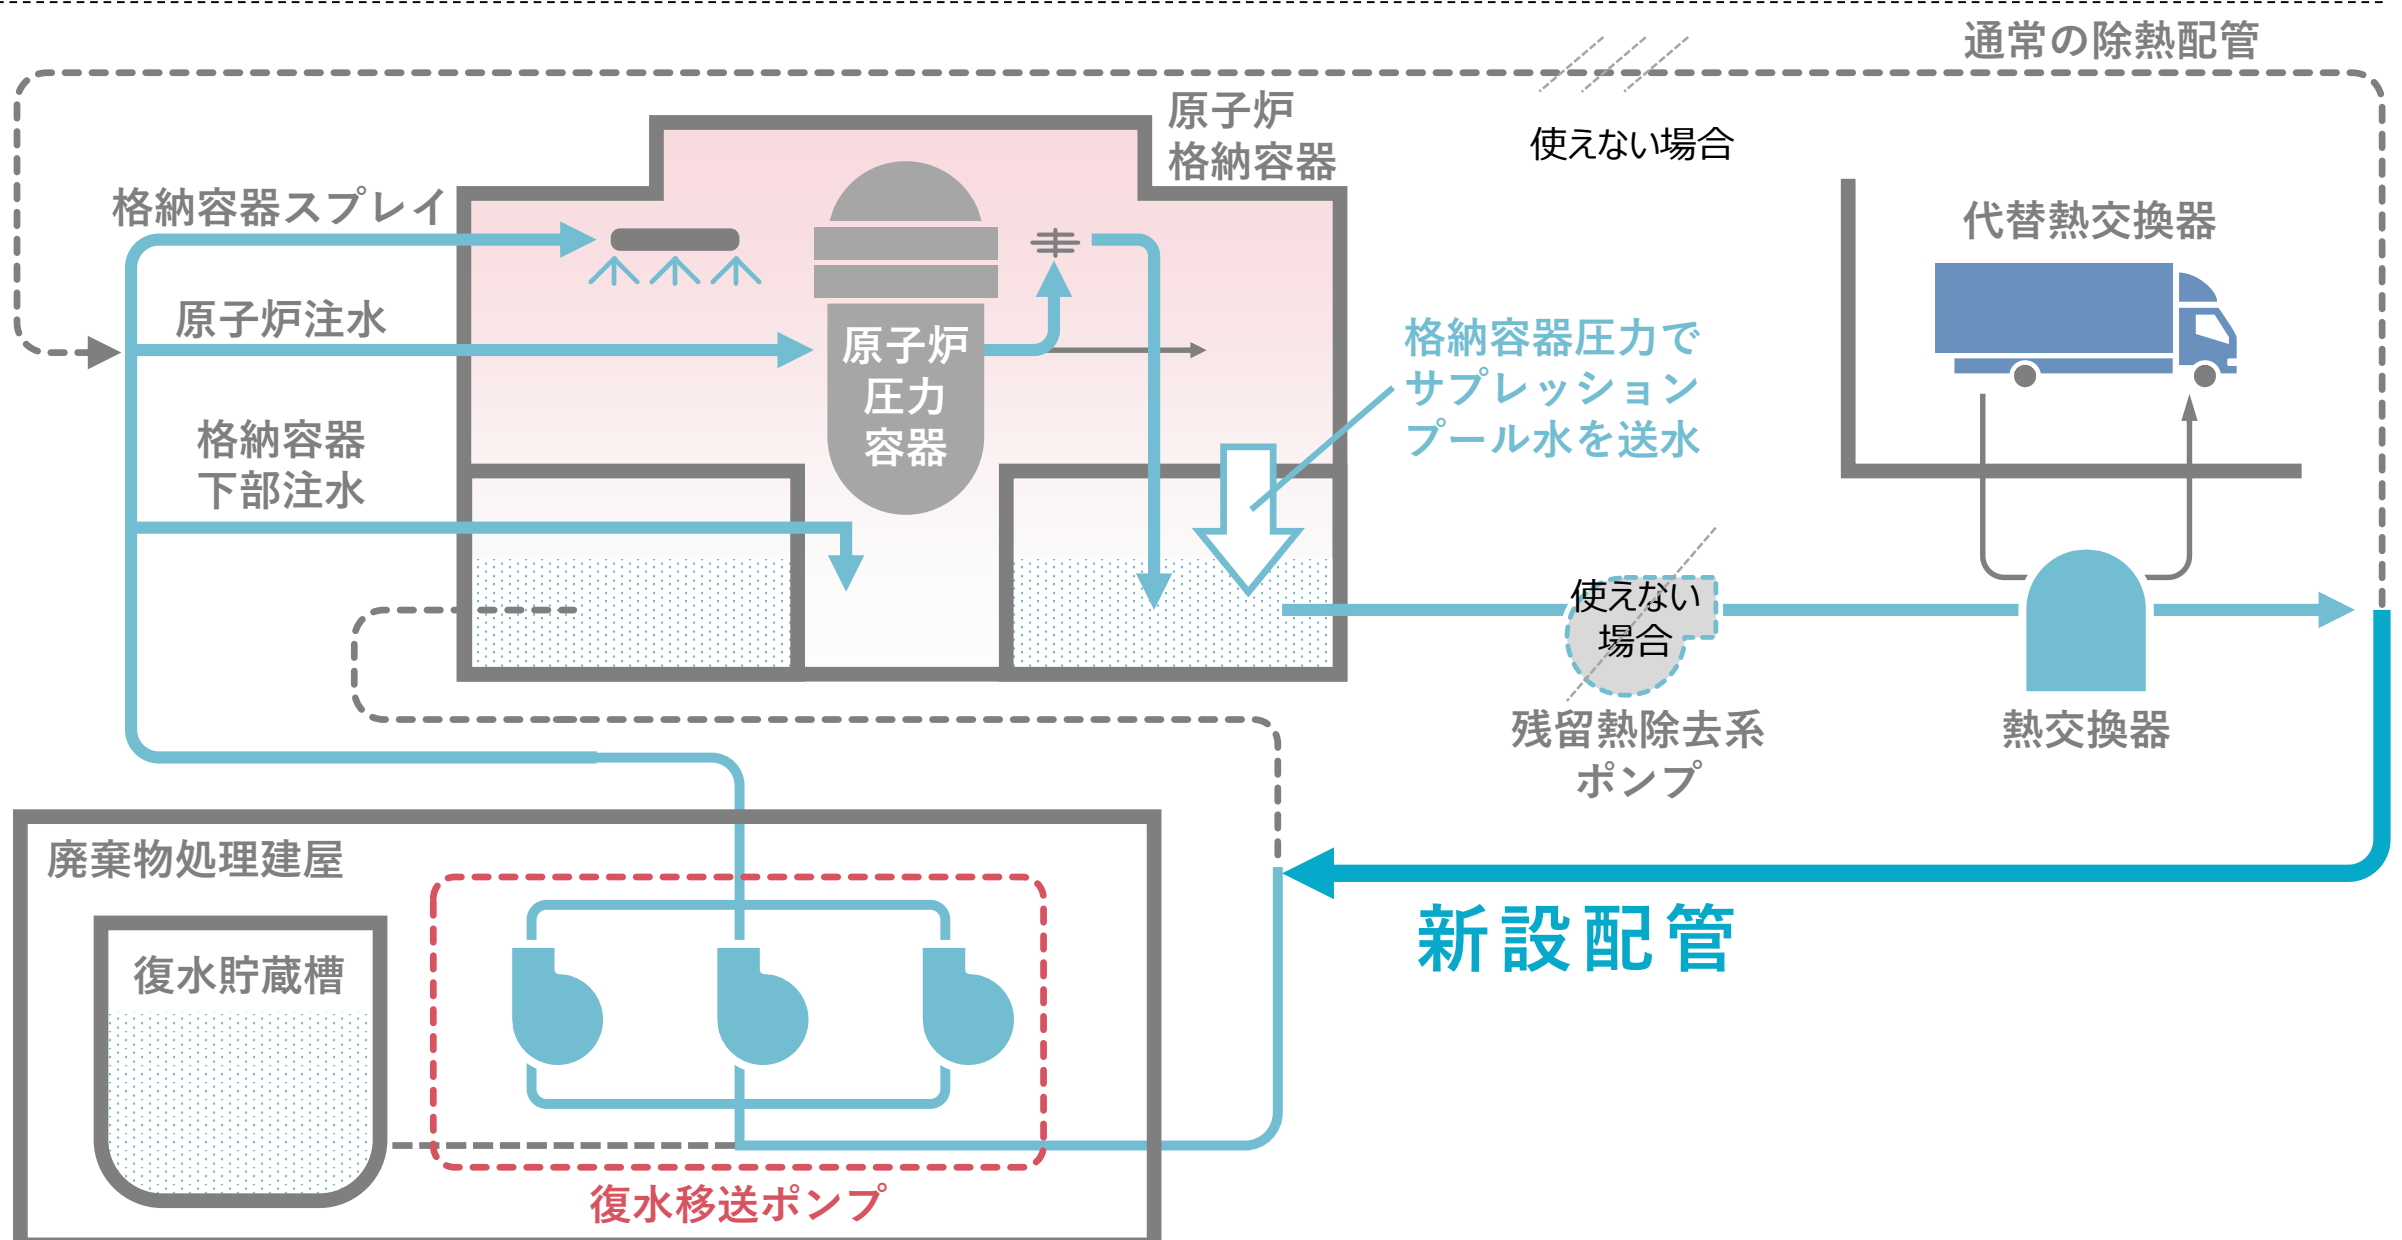 通常の除熱配管
使えない場合
原子炉
格納容器
格納容器スプレイ
代替熱交換器
原子炉注水
原子炉
圧力
容器
格納容器圧力で
サプレッション
プール水を送水
格納容器
下部注水
使えない
場合
残留熱除去系
ポンプ
熱交換器
廃棄物処理建屋
新設配管
復水貯蔵槽
復水移送ポンプ